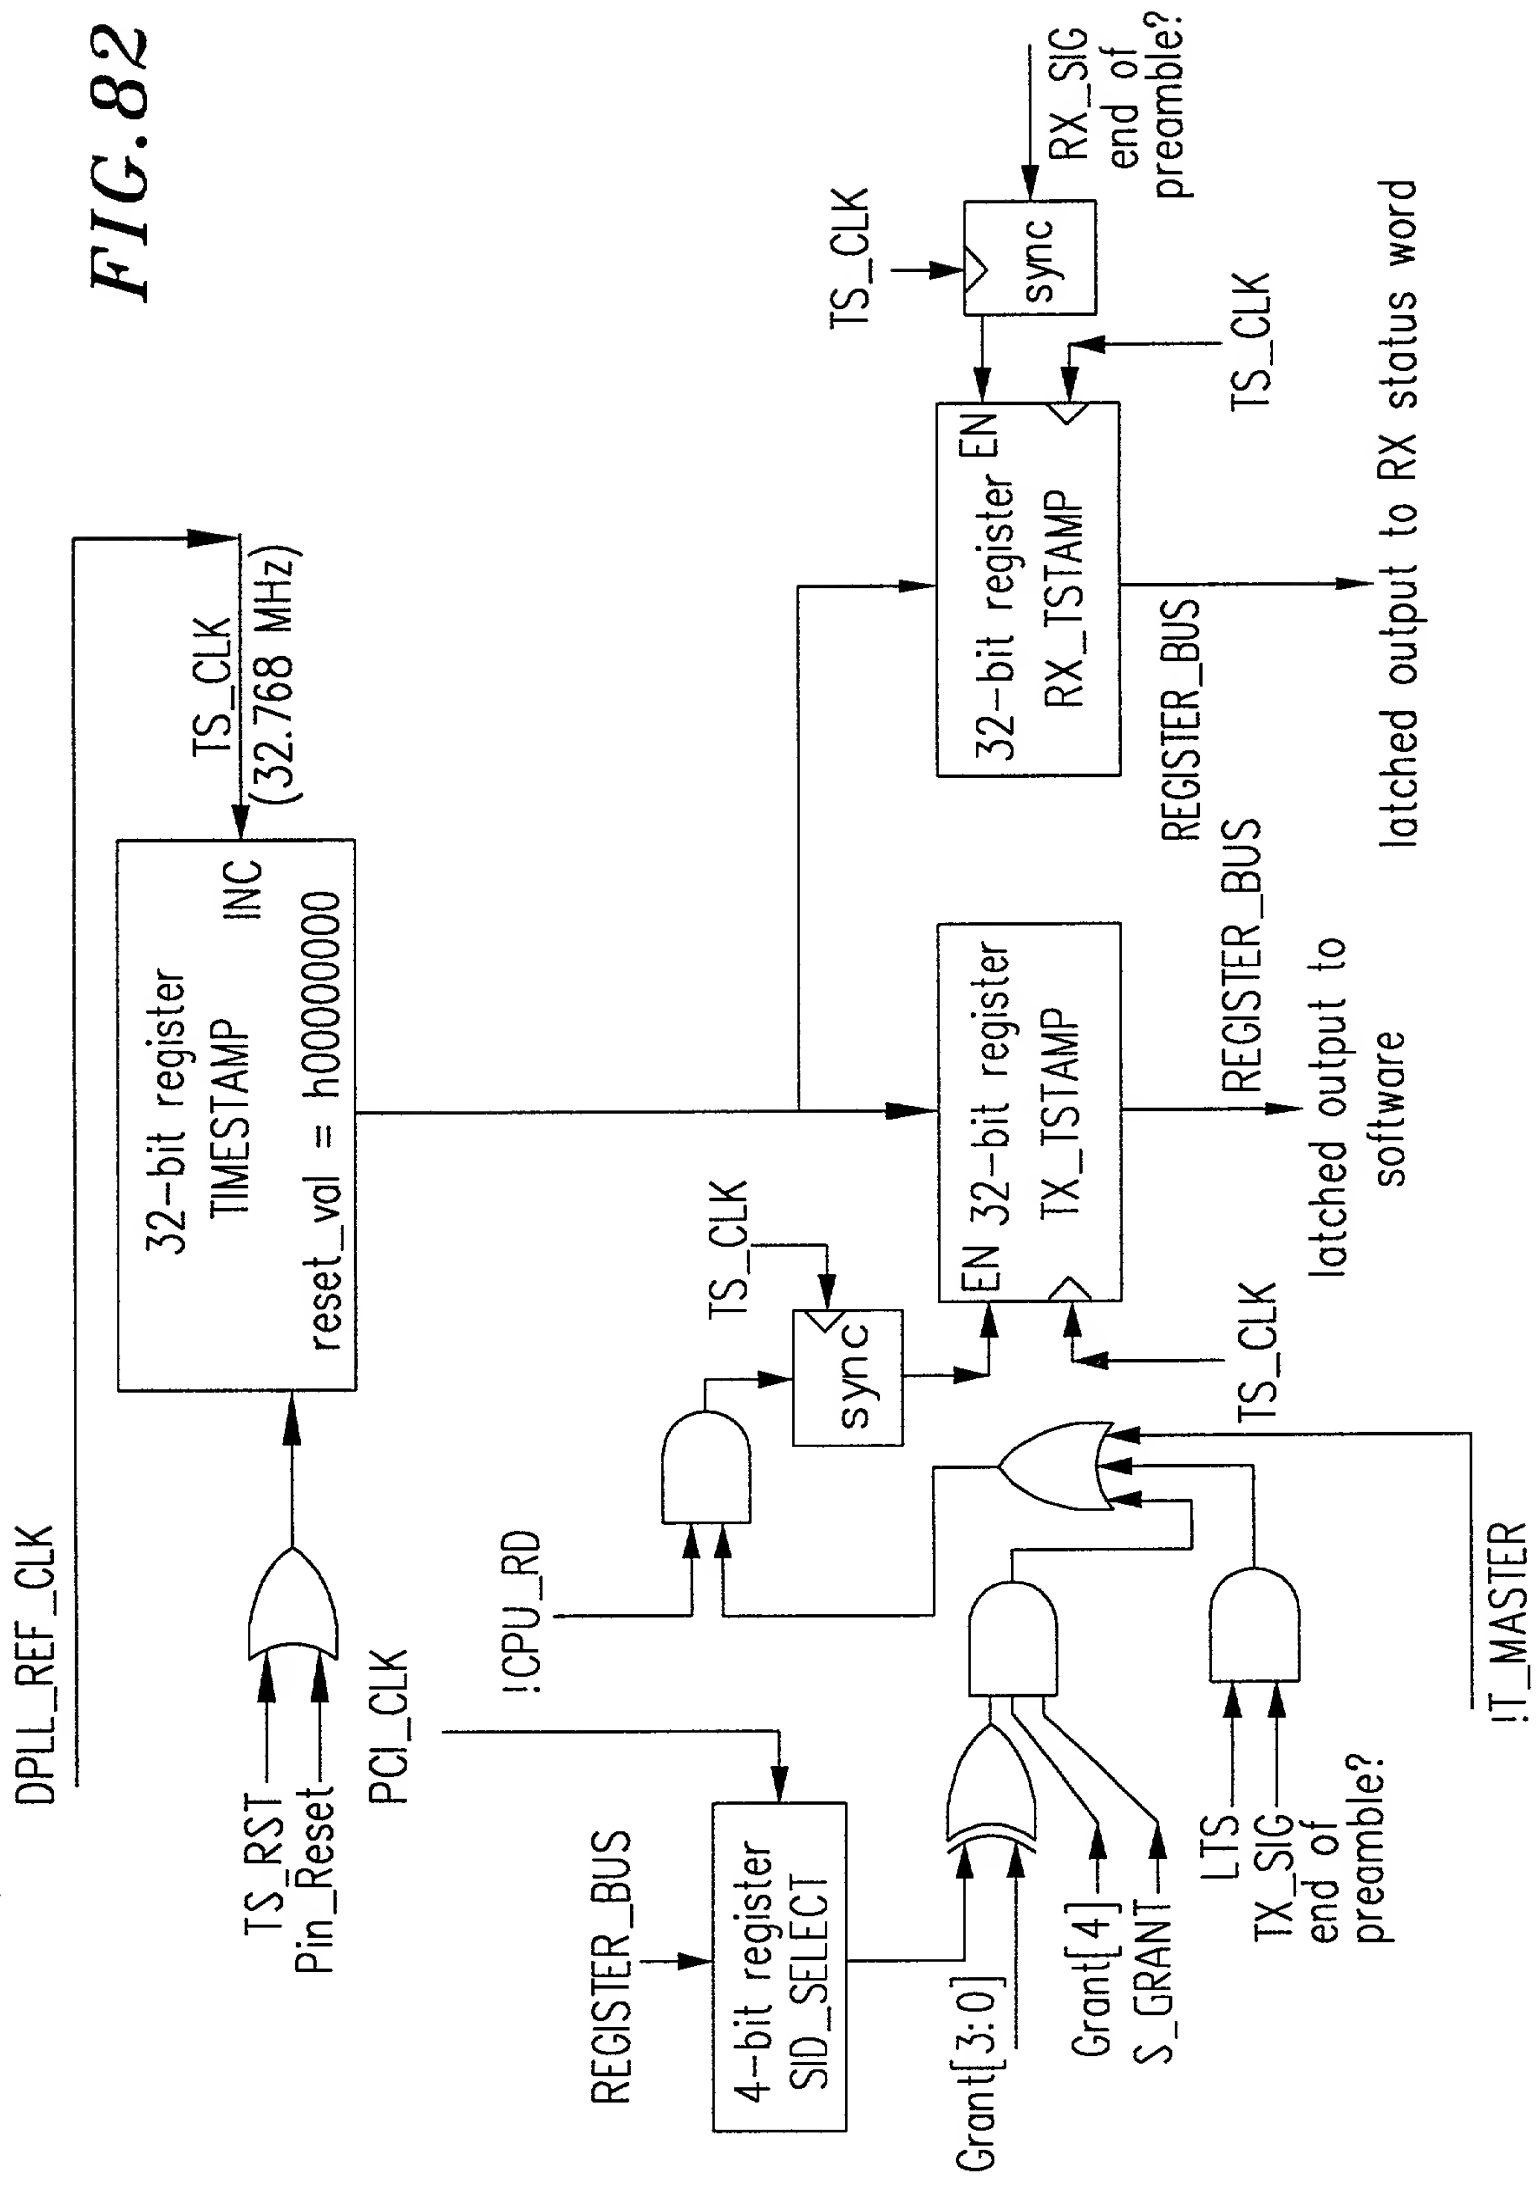 FIG.82
DPLL_REF_CLK
TS_CLK
(32.768 MHz)
32-bit register
TIMESTAMP
INC
reset_val = h00000000
TS_RST
Pin_Reset
PCI_CLK
!CPU_RD
REGISTER_BUS
4-bit register
SID_SELECT
Grant[3:0]
Grant[4]
S_GRANT
LTS
TX_SIG
end of
preamble?
!T_MASTER
TS_CLK
sync
EN
32-bit register
TX_TSTAMP
TS_CLK
REGISTER_BUS
latched output to
software
32-bit register
EN
RX_TSTAMP
REGISTER_BUS
latched output to RX status word
TS_CLK
sync
TS_CLK
RX_SIG
end of
preamble?